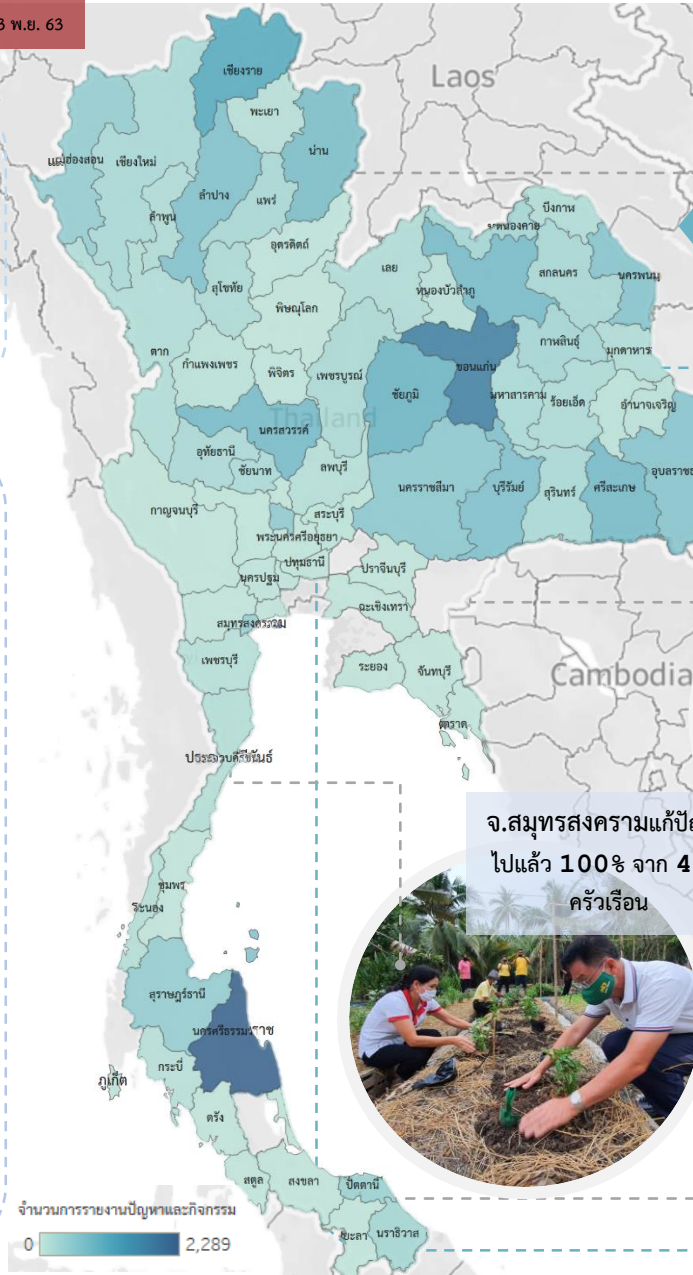 พ.ย. 63
Laos
เชียงราย
พะเยา
แม่ฮ่องสอน
เชียงใหม่
น่าน
ลำปาง
แพร่
ลำพูน
บึงกาฬ
หนองคาย
อุตรดิตถ์
เลย
สกลนคร
นครพนม
สุโขทัย
หนองบัวลำภู
พิษณุโลก
ตาก
กาฬสินธุ์
มุกดาหาร
กำแพงเพชร
พิจิตร
เพชรบูรณ์
ขอนแก่น
ชัยภูมิ
มหาสารคาม
ร้อยเอ็ด
อำนาจเจริญ
Thailand
นครสวรรค์
อุทัยธานี
ชัยนาท
ลพบุรี
นครราชสีมา
บุรีรัมย์
สุรินทร์
ศรีสะเกษ
อุบลราชธ
กาญจนบุรี
สระบุรี
พระนครศรีอยุธยา
ปทุมธานี
ปราจีนบุรี
นครปฐม
ฉะเชิงเทรา
สมุทรสงคราม
เพชรบุรี
ระยอง
จันทบุรี
Cambodia
ตราด
ประจวบคีรีขันธ์
จ.สมุทรสงครามแก้ปัญ
ไปแล้ว 100% จาก 4
ครัวเรือน
ชุมพร
ระนอง
สุราษฎร์ธานี
นครศรีธรรมราช
กระบี่
ภูเก็ต
ตรัง
สตูล
สงขลา
ปัตตานี
ยะลา
นราธิวาส
จำนวนการรายงานปัญหาและกิจกรรม
0
2,289